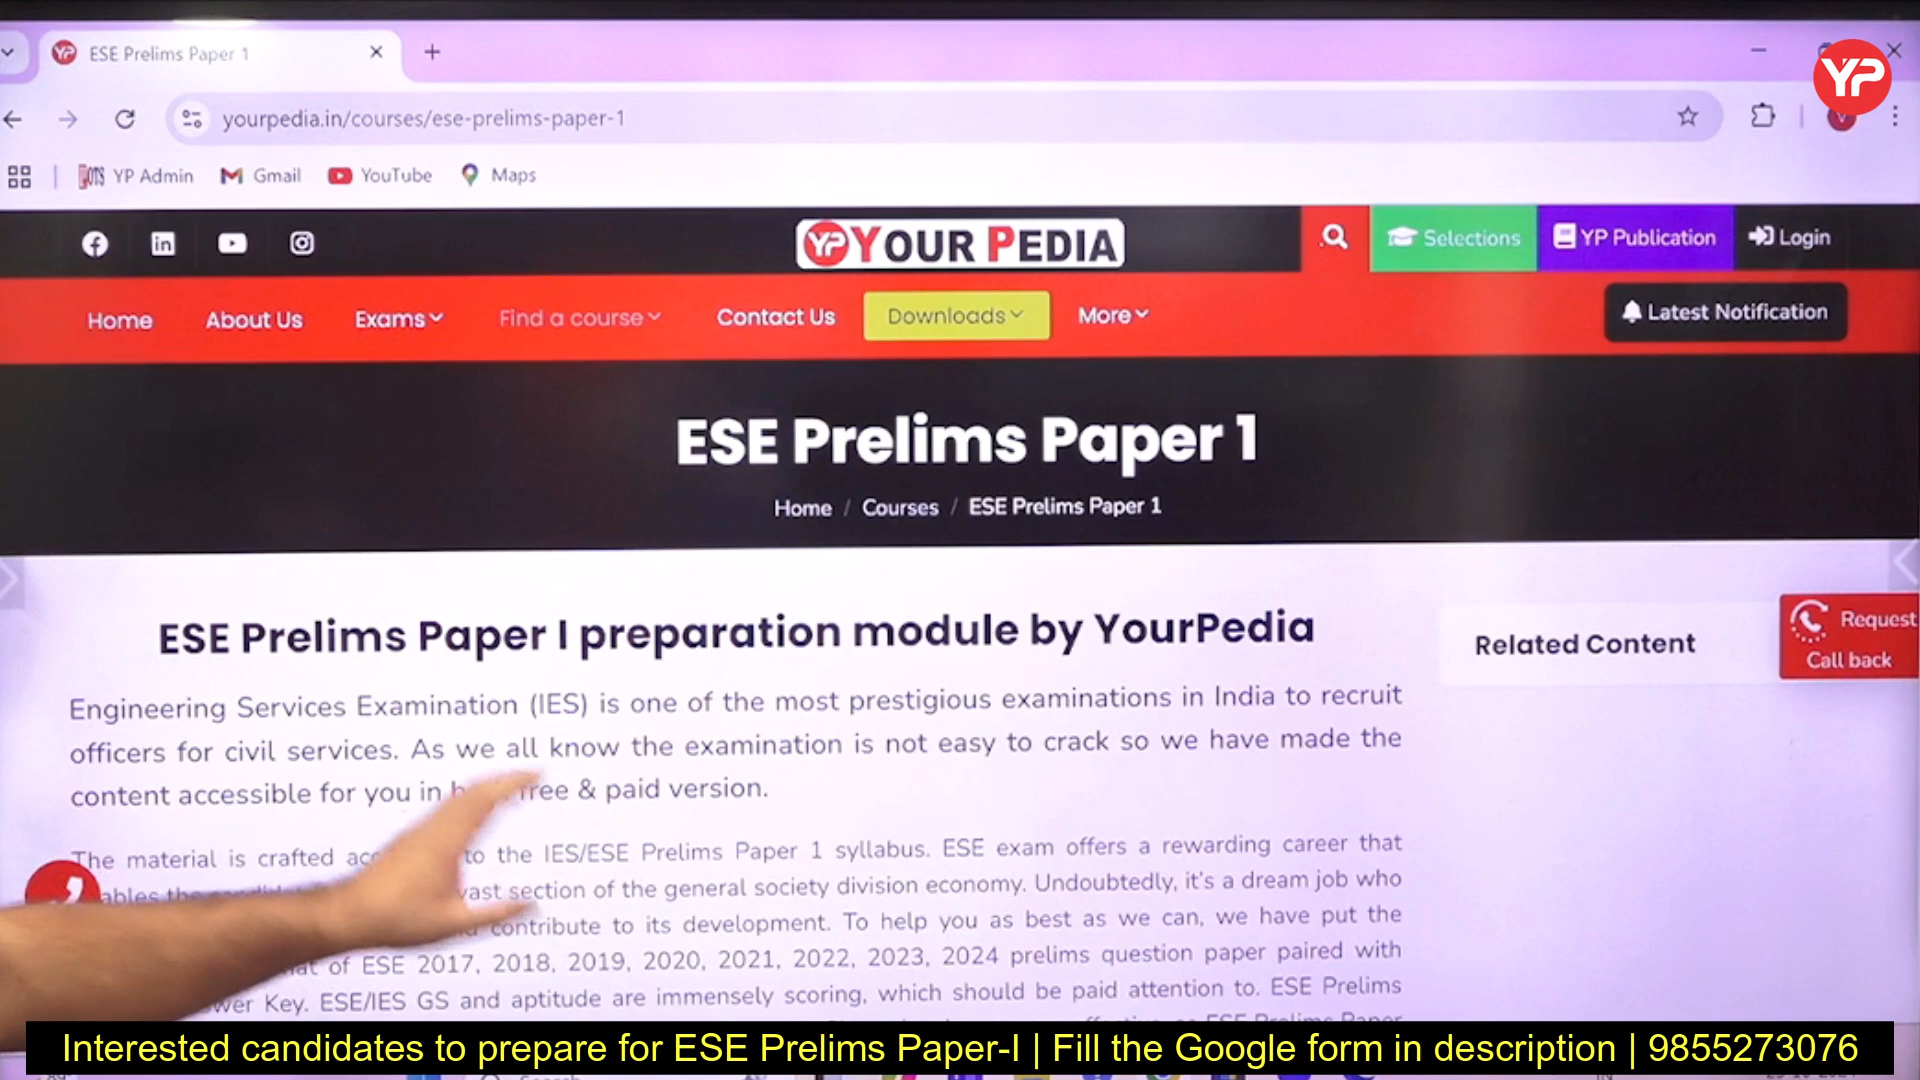 ESE Prelims Paper 1
YP
yourpedia.in/courses/ese-prelims-paper-1
YP Admin Gmail YouTube Maps
YP YOUR PEDIA
Selections YP Publication Login
Home About Us Exams Find a course Contact Us Downloads More Latest Notification
ESE Prelims Paper 1
Home / Courses / ESE Prelims Paper 1
ESE Prelims Paper I preparation module by YourPedia
Related Content
Request
Call back
Engineering Services Examination (IES) is one of the most prestigious examinations in India to recruit
officers for civil services. As we all know the examination is not easy to crack so we have made the
content accessible for you in free & paid version.
The material is crafted to the IES/ESE Prelims Paper 1 syllabus. ESE exam offers a rewarding career that
vast section of the general society division economy. Undoubtedly, it's a dream job who
contribute to its development. To help you as best as we can, we have put the
of ESE 2017, 2018, 2019, 2020, 2021, 2022, 2023, 2024 prelims question paper paired with
Key. ESE/IES GS and aptitude are immensely scoring, which should be paid attention to. ESE Prelims
Interested candidates to prepare for ESE Prelims Paper-I | Fill the Google form in description | 9855273076